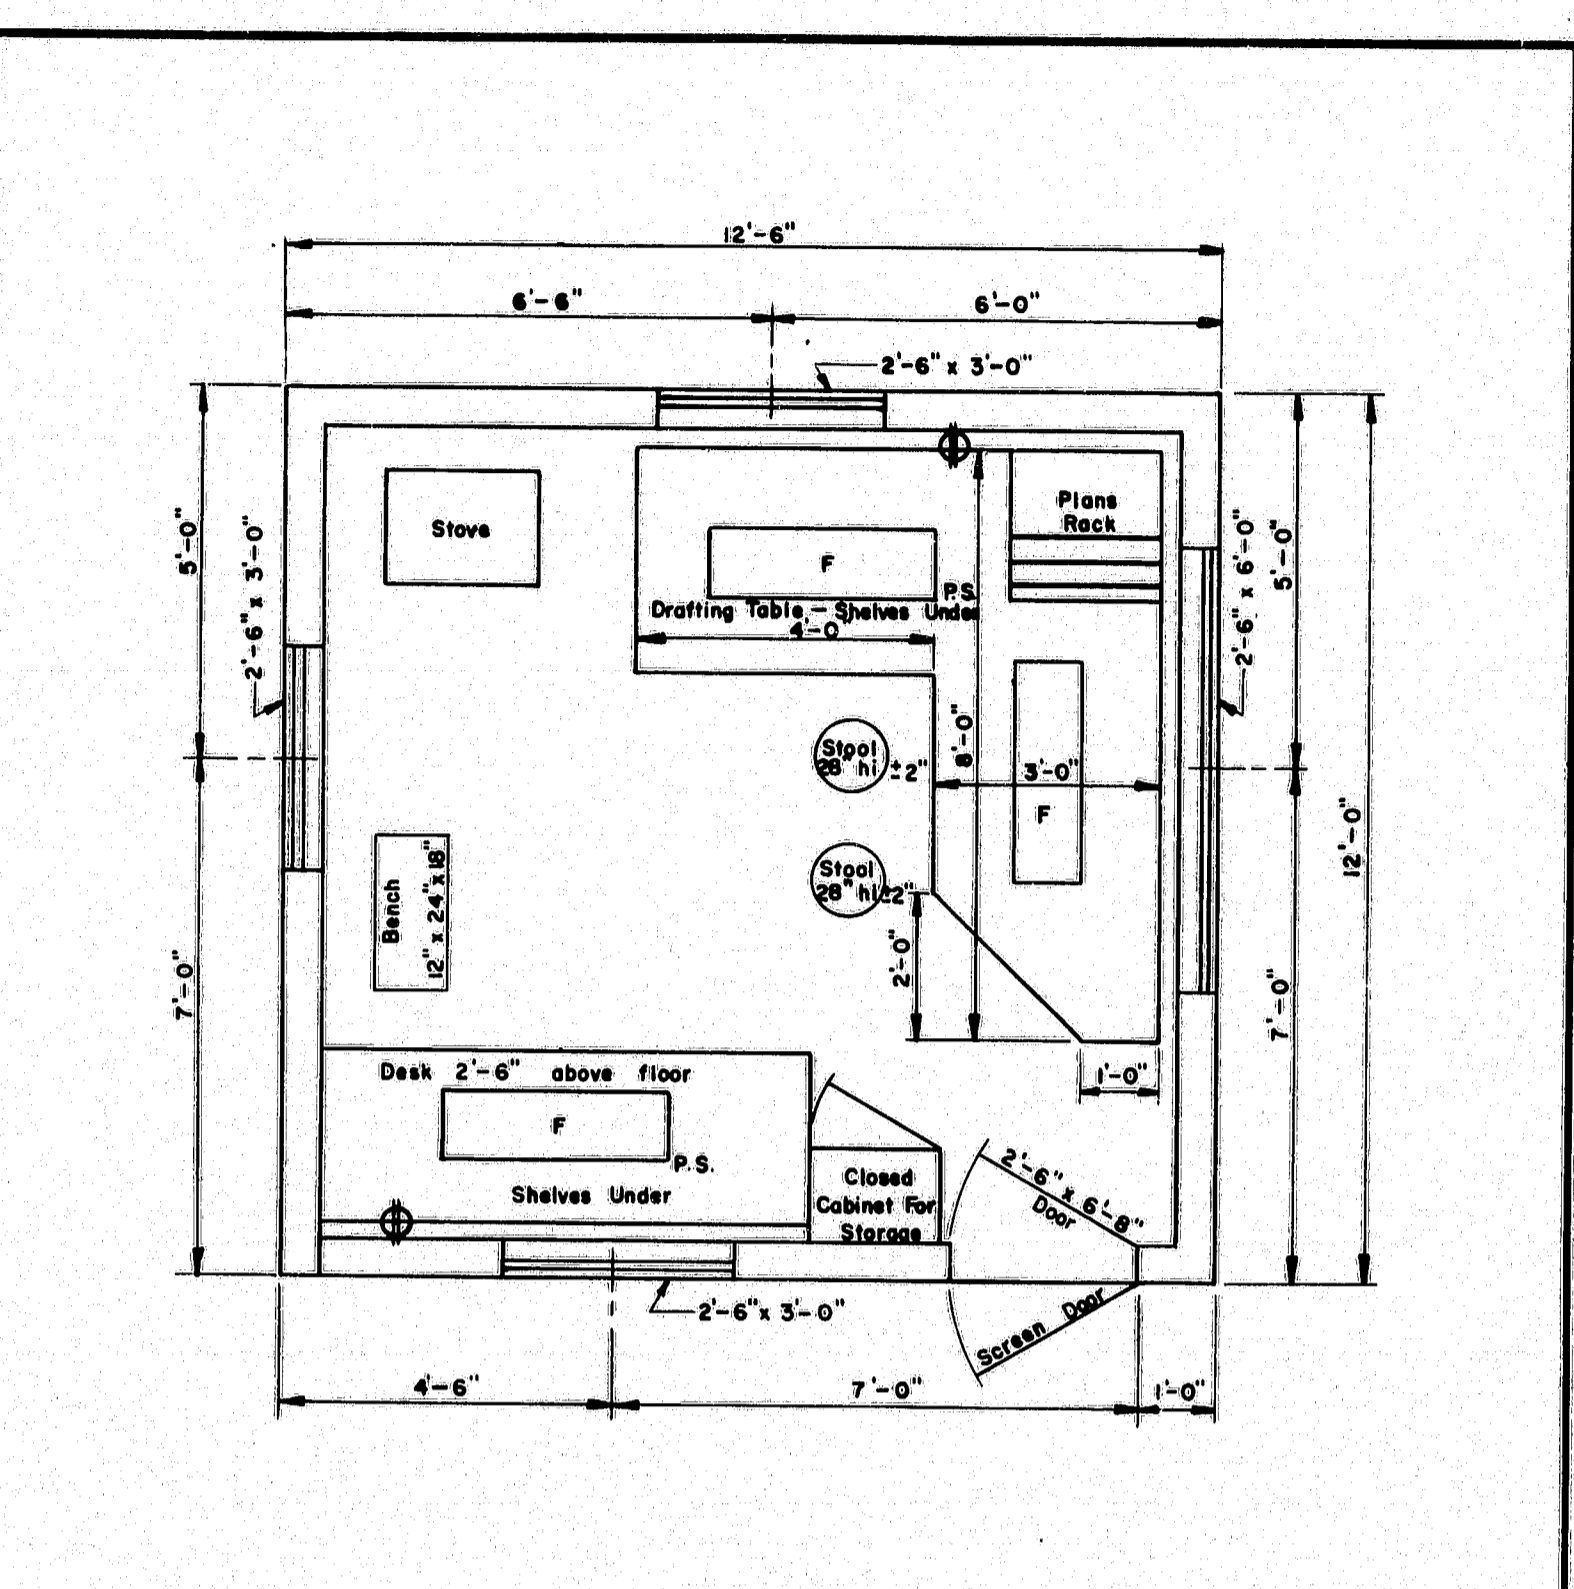 12'-6"
6'-6"
6'-0"
2'-6" x 3'-0"
5'-0"
2'-6" x 3'-0"
Stove
F
P.S.
Drafting Table - Shelves Under
4'-0"
Plans
Rack
2'-6" x 6'-0"
5'-0"
12'-0"
Stool
28" hi ±2"
8'-0"
3'-0"
F
Stool
28" hi ±2"
2'-0"
Bench
12" x 24" x 18"
7'-0"
7'-0"
1'-0"
Desk 2'-6" above floor
F
P.S.
Shelves Under
Closed
Cabinet For
Storage
2'-6" x 6'-8"
Door
Screen Door
2'-6" x 3'-0"
4'-6"
7'-0"
1'-0"